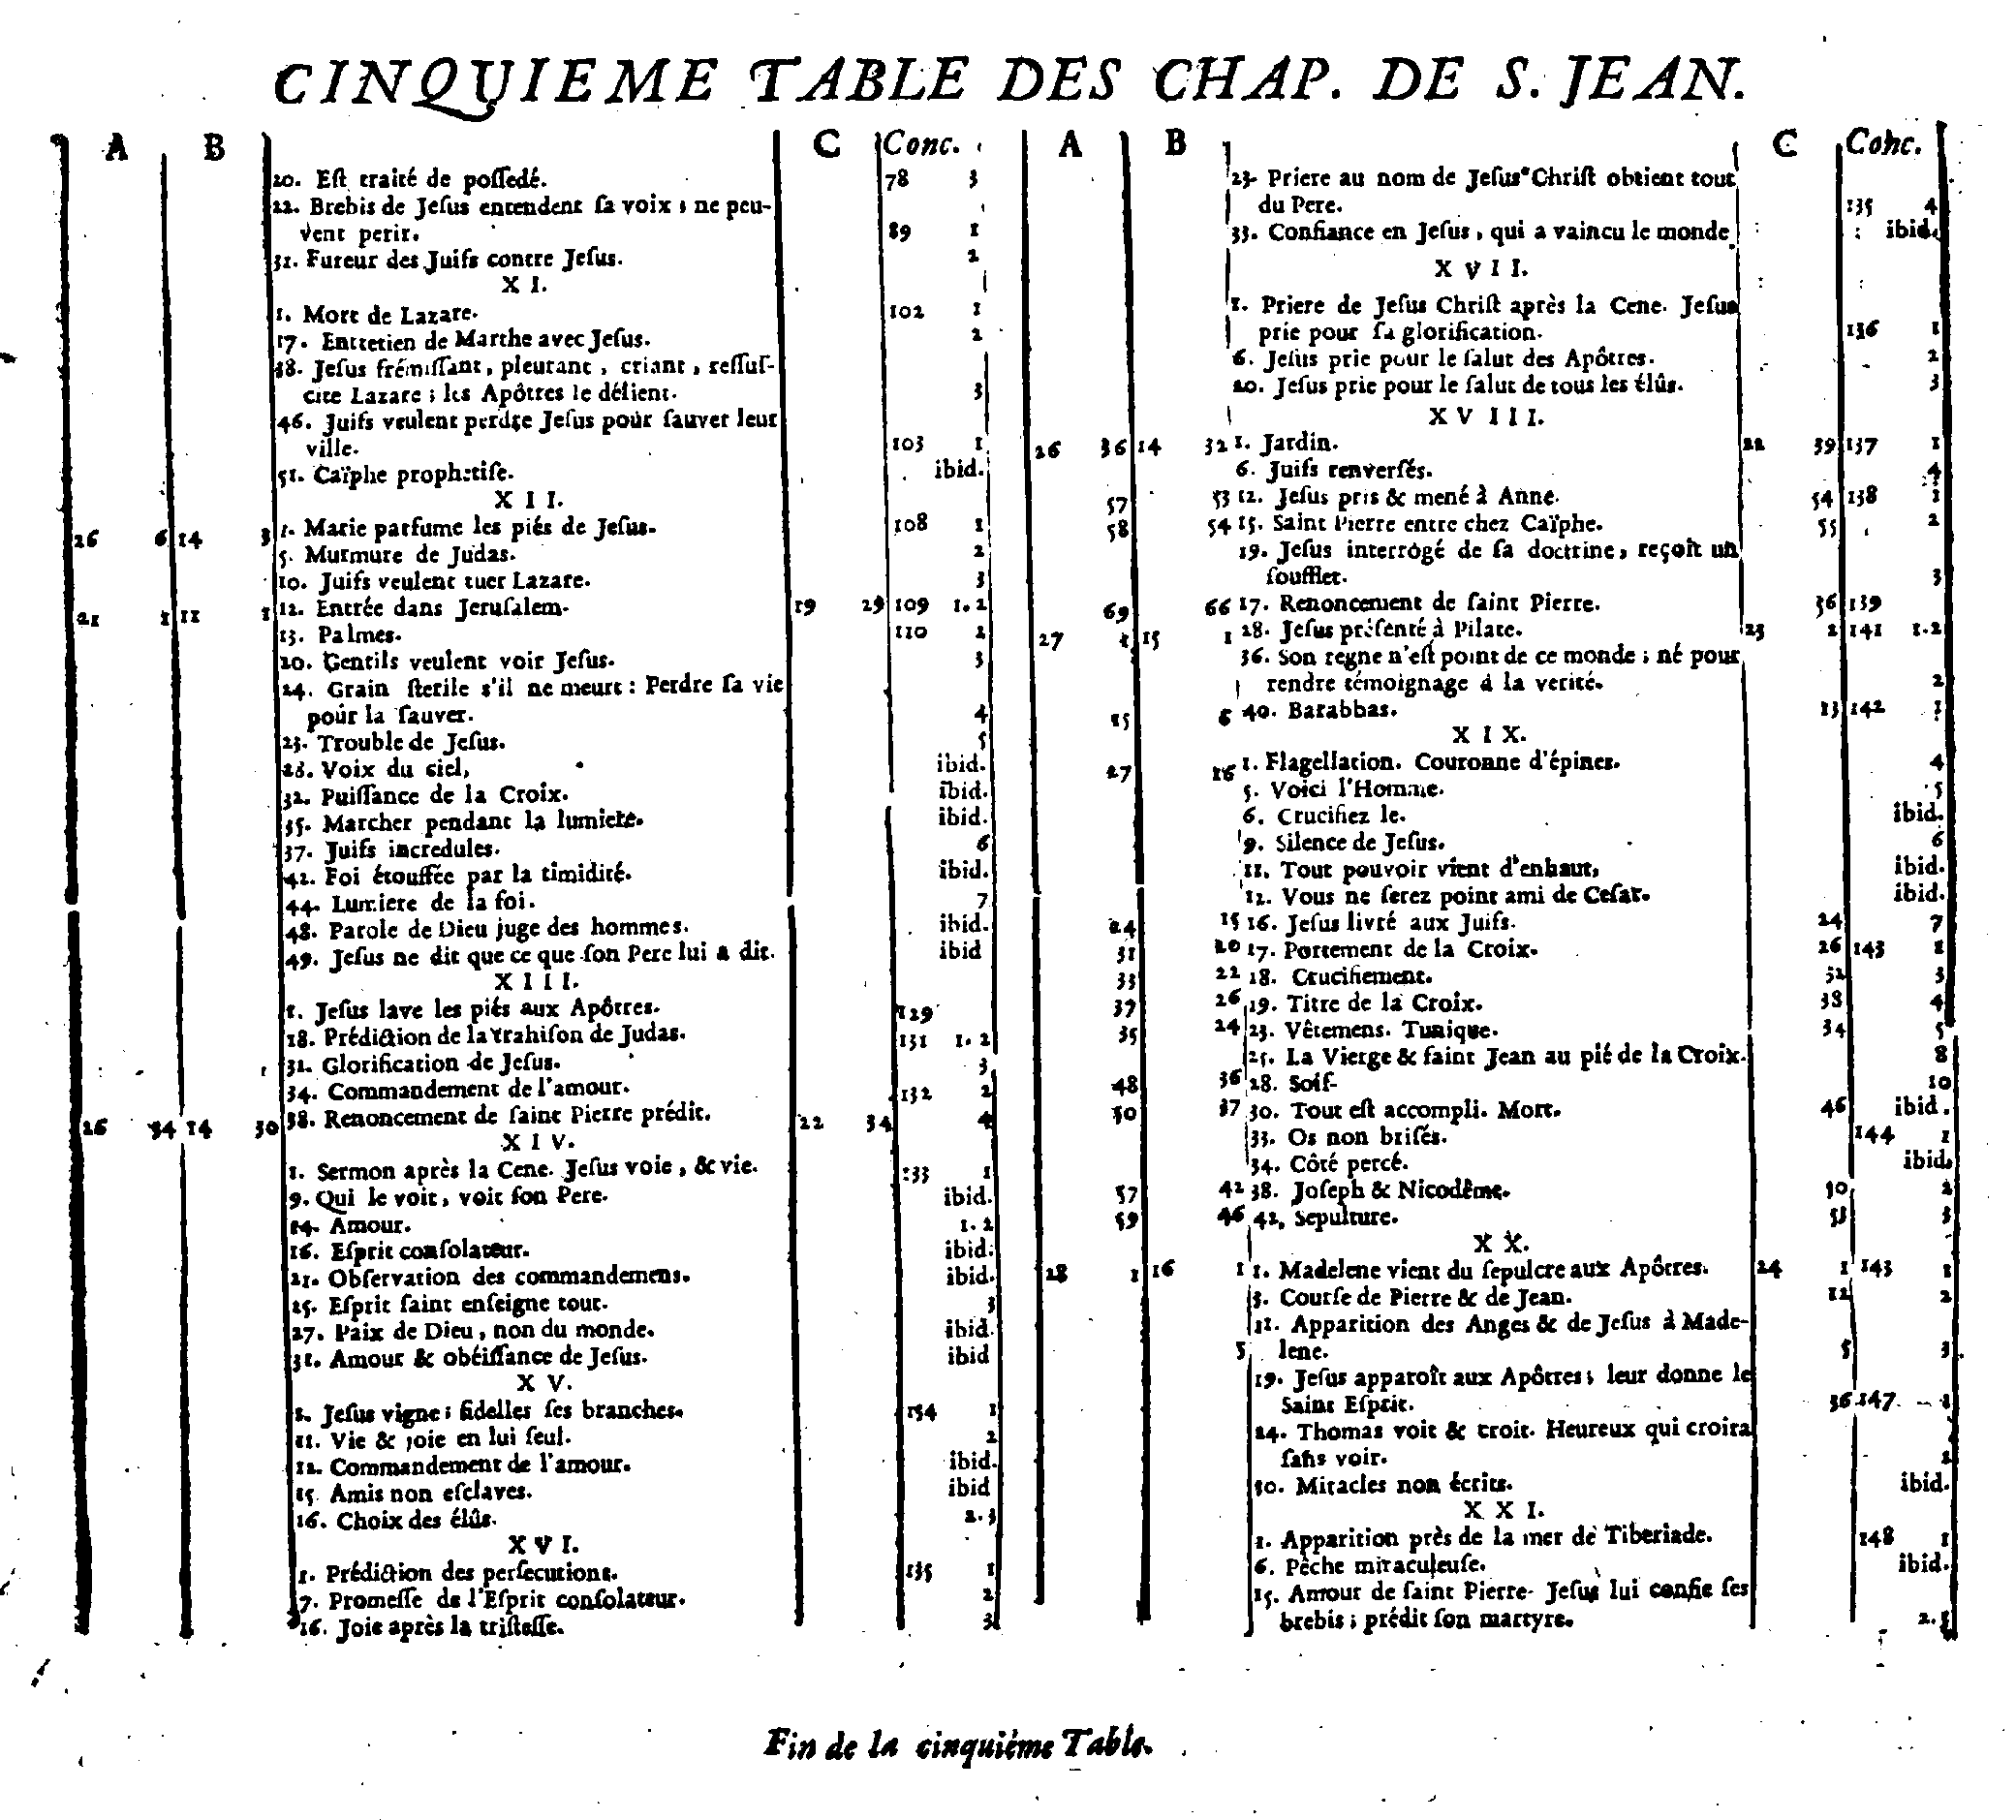 CINQUIEME TABLE DES CHAP. DE S. JEAN.
A B C Conc.
20. Eſt traité de poſſedé. 78 3
22. Brebis de Jeſus entendent ſa voix ; ne peu-
vent perir. 89 1
31. Fureur des Juifs contre Jeſus. 2
X I.
1. Mort de Lazare. 102 1
17. Entretien de Marthe avec Jeſus. 2
38. Jeſus frémiſſant, pleurant, criant, reſſuſ-
cite Lazare ; les Apôtres le délient. 3
46. Juifs veulent perdre Jeſus pour ſauver leur
ville. 103 1
51. Caïphe prophetiſe. ibid.
X I I.
26 6 14 3 1. Marie parfume les piés de Jeſus. 108 1
5. Murmure de Judas. 2
10. Juifs veulent tuer Lazare. 3
21 1 11 1 12. Entrée dans Jeruſalem. 19 29 109 1. 2
13. Palmes. 110 2
20. Gentils veulent voir Jeſus. 3
24. Grain ſterile s'il ne meurt : Perdre ſa vie
pour la ſauver. 4
23. Trouble de Jeſus. 5
28. Voix du ciel, ibid.
32. Puiſſance de la Croix. ibid.
35. Marcher pendant la lumiere. ibid.
37. Juifs incredules. 6
42. Foi étouffée par la timidité. ibid.
44. Lumiere de la foi. 7
48. Parole de Dieu juge des hommes. ibid.
49. Jeſus ne dit que ce que ſon Pere lui a dit. ibid
X I I I.
1. Jeſus lave les piés aux Apôtres. 129
18. Prédiction de la trahiſon de Judas. 131 1. 2
31. Glorification de Jeſus. 3
34. Commandement de l'amour. 132 2
26 34 14 30 38. Renoncement de ſaint Pierre prédit. 22 34 4
X I V.
1. Sermon après la Cene. Jeſus voie, & vie. 133 1
9. Qui le voit, voit ſon Pere. ibid.
14. Amour. 1. 2
16. Eſprit conſolateur. ibid.
21. Obſervation des commandemens. ibid.
25. Eſprit ſaint enſeigne tout. 3
27. Paix de Dieu, non du monde. ibid.
31. Amour & obéiſſance de Jeſus. ibid
X V.
1. Jeſus vigne ; fidelles ſes branches. 134 1
11. Vie & joie en lui ſeul. 2
12. Commandement de l'amour. ibid.
15. Amis non eſclaves. ibid
16. Choix des élûs. 2. 3
X V I.
1. Prédiction des perſecutions. 135 1
7. Promeſſe de l'Eſprit conſolateur. 2
16. Joie après la triſteſſe. 3
A B C Conc.
23. Priere au nom de Jeſus Chriſt obtient tout
du Pere. 135 4
33. Confiance en Jeſus, qui a vaincu le monde ibid.
X V I I.
1. Priere de Jeſus Chriſt après la Cene. Jeſus
prie pour ſa glorification. 136 1
6. Jeſus prie pour le ſalut des Apôtres. 2
20. Jeſus prie pour le ſalut de tous les élûs. 3
X V I I I.
26 36 14 32 1. Jardin. 22 39 137 1
6. Juifs renverſés. 4
57 53 12. Jeſus pris & mené à Anne. 54 138 1
58 54 15. Saint Pierre entre chez Caïphe. 55 2
19. Jeſus interrogé de ſa doctrine, reçoît un
ſoufflet. 3
69 66 17. Renoncement de ſaint Pierre. 56 139
27 1 15 1 28. Jeſus préſenté à Pilate. 23 2 141 1. 2
36. Son regne n'eſt point de ce monde ; né pour
rendre témoignage à la verité. 2
15 6 40. Barabbas. 13 142 1
X I X.
27 16 1. Flagellation. Couronne d'épines. 4
5. Voici l'Homme. 5
6. Crucifiez le. ibid.
9. Silence de Jeſus. 6
11. Tout pouvoir vient d'enhaut, ibid.
12. Vous ne ſerez point ami de Ceſar. ibid.
24 15 16. Jeſus livré aux Juifs. 24 7
31 20 17. Portement de la Croix. 26 143 1
33 22 18. Crucifiement. 32 3
37 26 19. Titre de la Croix. 38 4
35 24 23. Vêtemens. Tunique. 34 5
25. La Vierge & ſaint Jean au pié de la Croix. 8
48 36 28. Soif. 10
50 37 30. Tout eſt accompli. Mort. 46 ibid.
33. Os non briſés. 144 1
34. Côté percé. ibid.
57 42 38. Joſeph & Nicodême. 50 2
59 46 42. Sepulture. 53 3
X X.
28 1 16 1 1. Madelene vient du ſepulcre aux Apôtres. 24 1 145 1
3. Courſe de Pierre & de Jean. 12 2
11. Apparition des Anges & de Jeſus à Made-
5 lene. 5 3
19. Jeſus apparoît aux Apôtres ; leur donne le
Saint Eſprit. 36 147 1
24. Thomas voit & croit. Heureux qui croira
ſans voir. 2
30. Miracles non écrits. ibid.
X X I.
1. Apparition près de la mer de Tiberiade. 148 1
6. Pêche miraculeuſe. ibid.
15. Amour de ſaint Pierre. Jeſus lui confie ſes
brebis ; prédit ſon martyre. 2. 3
Fin de la cinquiéme Table.